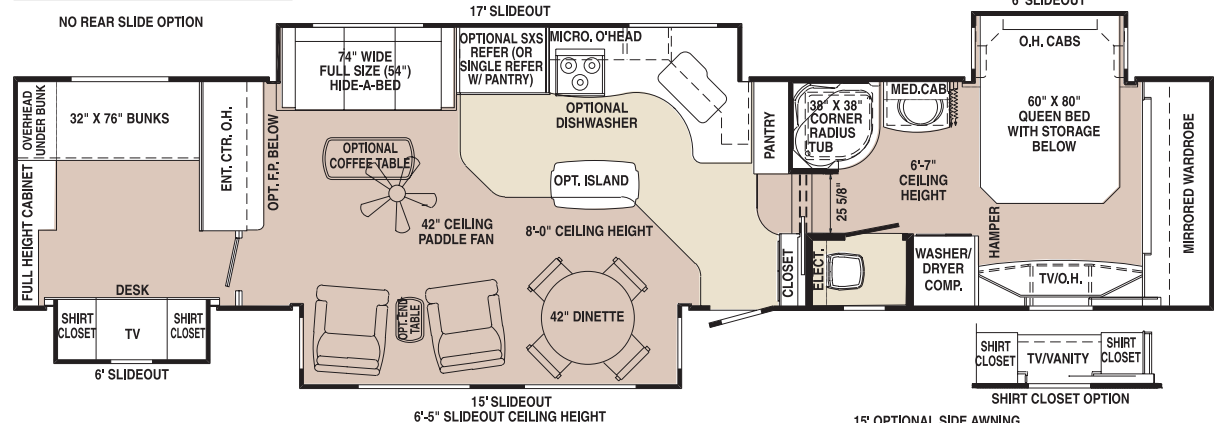 NO REAR SLIDE OPTION
17' SLIDEOUT
6' SLIDEOUT
OVERHEAD
UNDER BUNK
32" X 76" BUNKS
FULL HEIGHT CABINET
ENT. CTR. O.H.
OPT. F.P. BELOW
DESK
SHIRT
CLOSET
TV
SHIRT
CLOSET
6' SLIDEOUT
74" WIDE
FULL SIZE (54")
HIDE-A-BED
OPTIONAL SXS
REFER (OR
SINGLE REFER
W/ PANTRY)
MICRO. O'HEAD
OPTIONAL
DISHWASHER
OPTIONAL
COFFEE TABLE
OPT. ISLAND
42" CEILING
PADDLE FAN
8'-0" CEILING HEIGHT
OPT. END
TABLE
42" DINETTE
15' SLIDEOUT
6'-5" SLIDEOUT CEILING HEIGHT
PANTRY
38" X 38"
CORNER
RADIUS
TUB
MED.CAB.
25 5/8"
6'-7"
CEILING
HEIGHT
CLOSET
ELECT.
WASHER/
DRYER
COMP.
HAMPER
O.H. CABS
60" X 80"
QUEEN BED
WITH STORAGE
BELOW
MIRRORED WARDROBE
TV/O.H.
SHIRT
CLOSET
TV/VANITY
SHIRT
CLOSET
SHIRT CLOSET OPTION
15' OPTIONAL SIDE AWNING